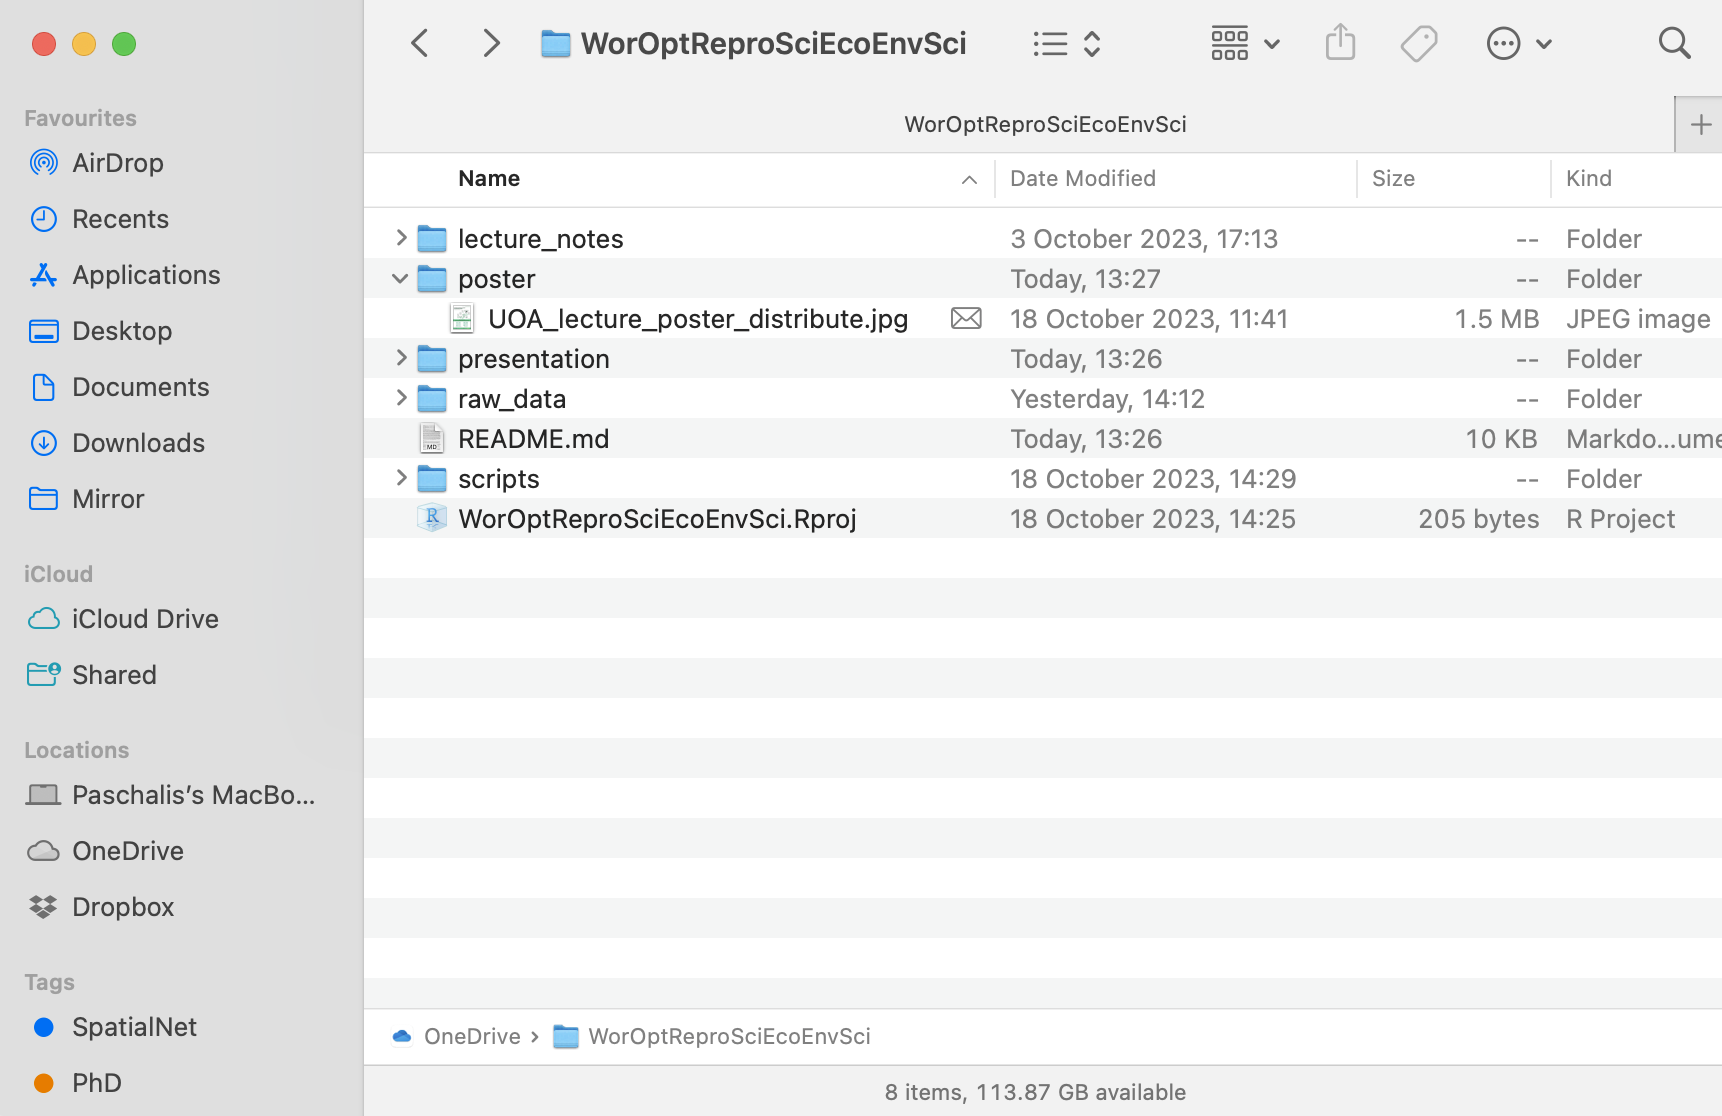 WorOptReproSciEcoEnvSci
WorOptReproSciEcoEnvSci
Favourites
AirDrop
Recents
Applications
Desktop
Documents
Downloads
Mirror
iCloud
iCloud Drive
Shared
Locations
Paschalis’s MacBo...
OneDrive
Dropbox
Tags
SpatialNet
PhD
Name Date Modified Size Kind
lecture_notes 3 October 2023, 17:13 -- Folder
poster Today, 13:27 -- Folder
UOA_lecture_poster_distribute.jpg 18 October 2023, 11:41 1.5 MB JPEG image
presentation Today, 13:26 -- Folder
raw_data Yesterday, 14:12 -- Folder
README.md Today, 13:26 10 KB Markdo...ume
scripts 18 October 2023, 14:29 -- Folder
WorOptReproSciEcoEnvSci.Rproj 18 October 2023, 14:25 205 bytes R Project
OneDrive › WorOptReproSciEcoEnvSci
8 items, 113.87 GB available